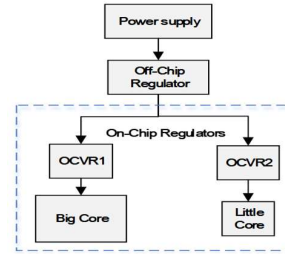 Power supply
Off-Chip
Regulator
On-Chip Regulators
OCVR1
OCVR2
Big Core
Little
Core